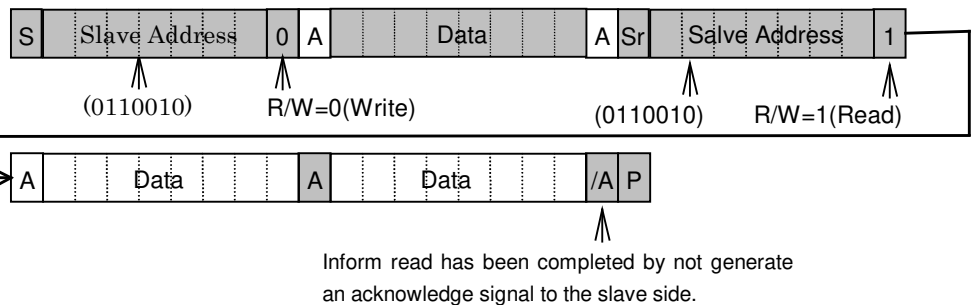 S Slave Address 0 A Data A Sr Salve Address 1
(0110010) R/W=0(Write) (0110010) R/W=1(Read)
A Data A Data /A P
Inform read has been completed by not generate
an acknowledge signal to the slave side.